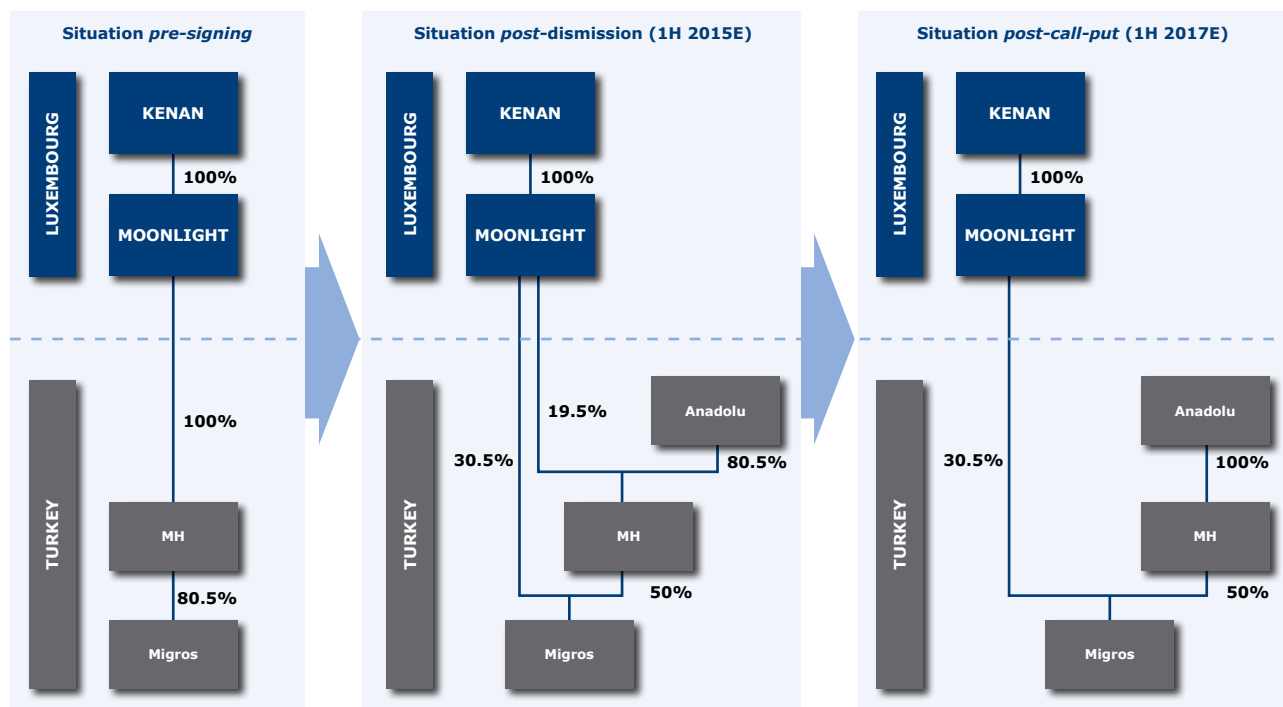 Situation pre-signing
LUXEMBOURG
KENAN
100%
MOONLIGHT
100%
TURKEY
MH
80.5%
Migros
Situation post-dismission (1H 2015E)
LUXEMBOURG
KENAN
100%
MOONLIGHT
19.5%
Anadolu
30.5%
80.5%
TURKEY
MH
50%
Migros
Situation post-call-put (1H 2017E)
LUXEMBOURG
KENAN
100%
MOONLIGHT
Anadolu
30.5%
100%
TURKEY
MH
50%
Migros